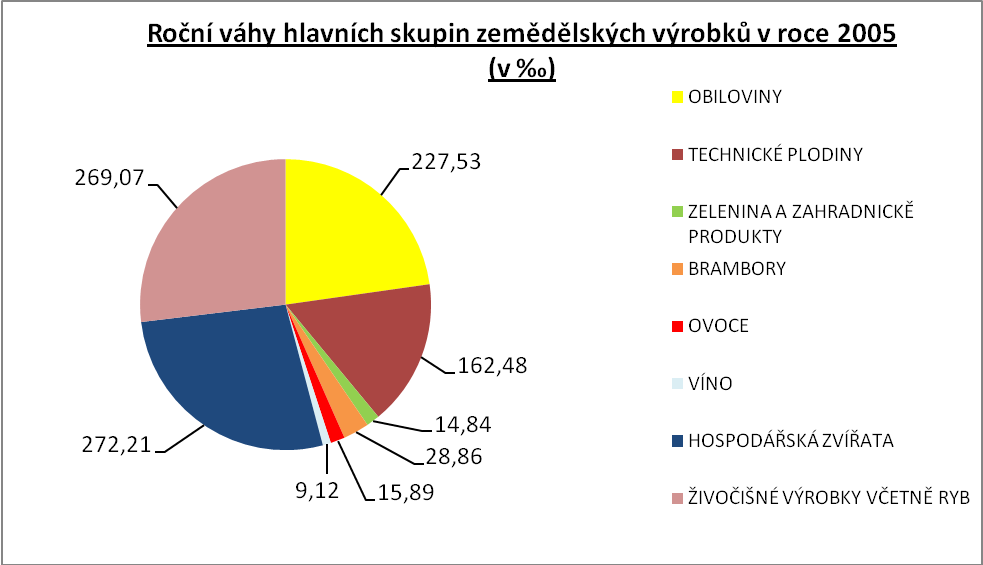 Roční váhy hlavních skupin zemědělských výrobků v roce 2005
(v ‰)
OBILOVINY
TECHNICKÉ PLODINY
ZELENINA A ZAHRADNICKĚ
PRODUKTY
BRAMBORY
OVOCE
VÍNO
HOSPODÁŘSKÁ ZVÍŘATA
ŽIVOČIŠNÉ VÝROBKY VČETNĚ RYB
227,53
162,48
14,84
28,86
15,89
9,12
272,21
269,07